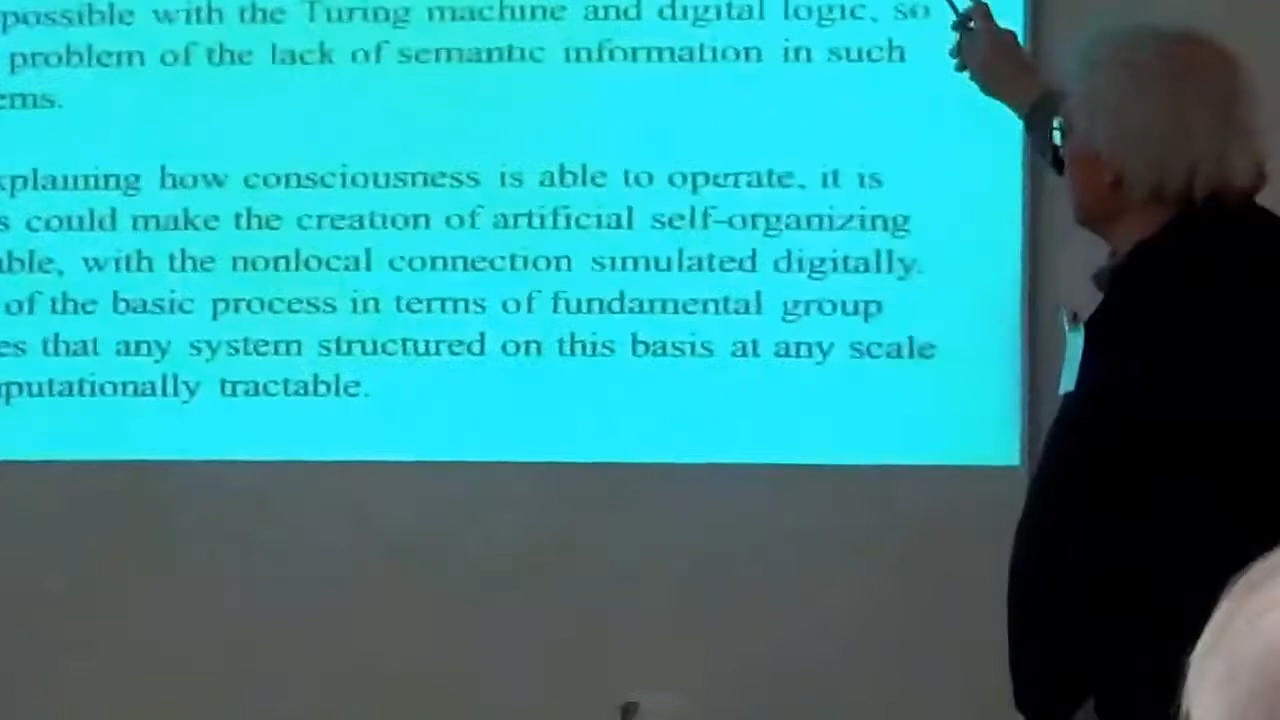 possible with the Turing machine and digital logic, so
problem of the lack of semantic information in such
ems.
xplaining how consciousness is able to operate, it is
s could make the creation of artificial self-organizing
able, with the nonlocal connection simulated digitally.
of the basic process in terms of fundamental group
es that any system structured on this basis at any scale
putationally tractable.